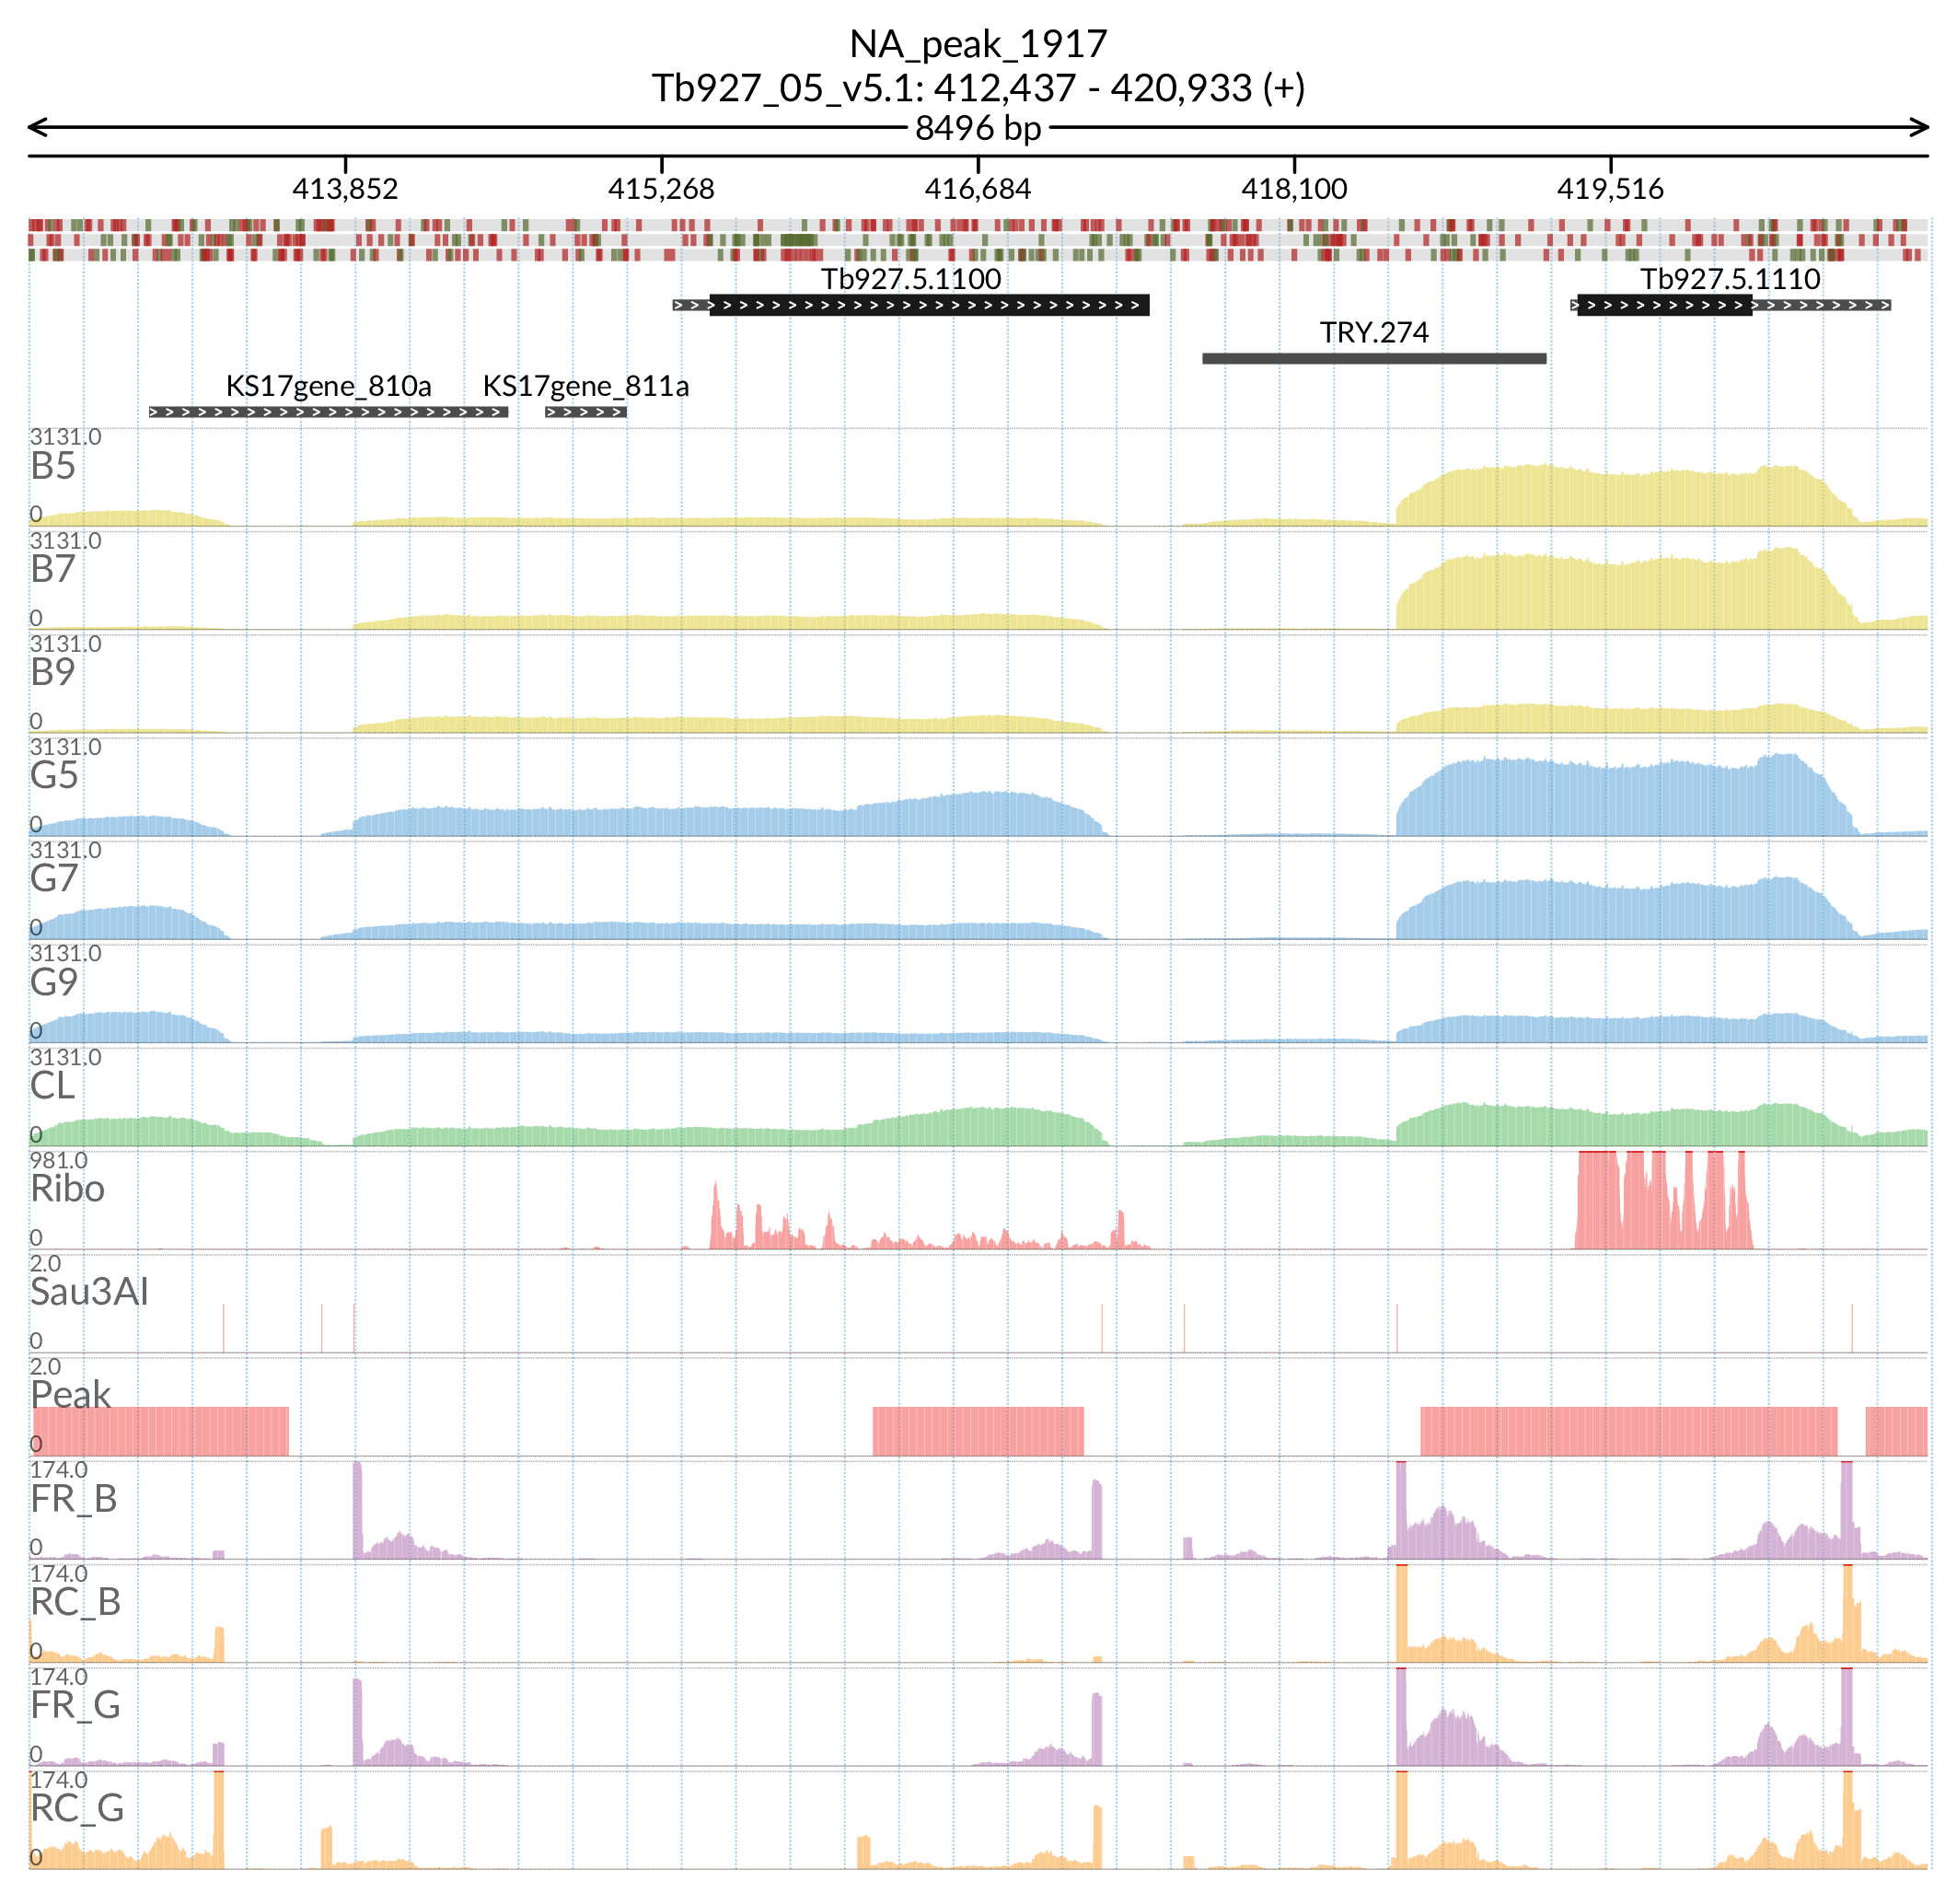 NA_peak_1917
Tb927_05_v5.1: 412,437 - 420,933 (+)
8496 bp
413,852 415,268 416,684 418,100 419,516
Tb927.5.1100 Tb927.5.1110
TRY.274
KS17gene_810a KS17gene_811a
3131.0
B5
0
3131.0
B7
0
3131.0
B9
0
3131.0
G5
0
3131.0
G7
0
3131.0
G9
0
3131.0
CL
0
981.0
Ribo
0
2.0
Sau3AI
0
2.0
Peak
0
174.0
FR_B
0
174.0
RC_B
0
174.0
FR_G
0
174.0
RC_G
0